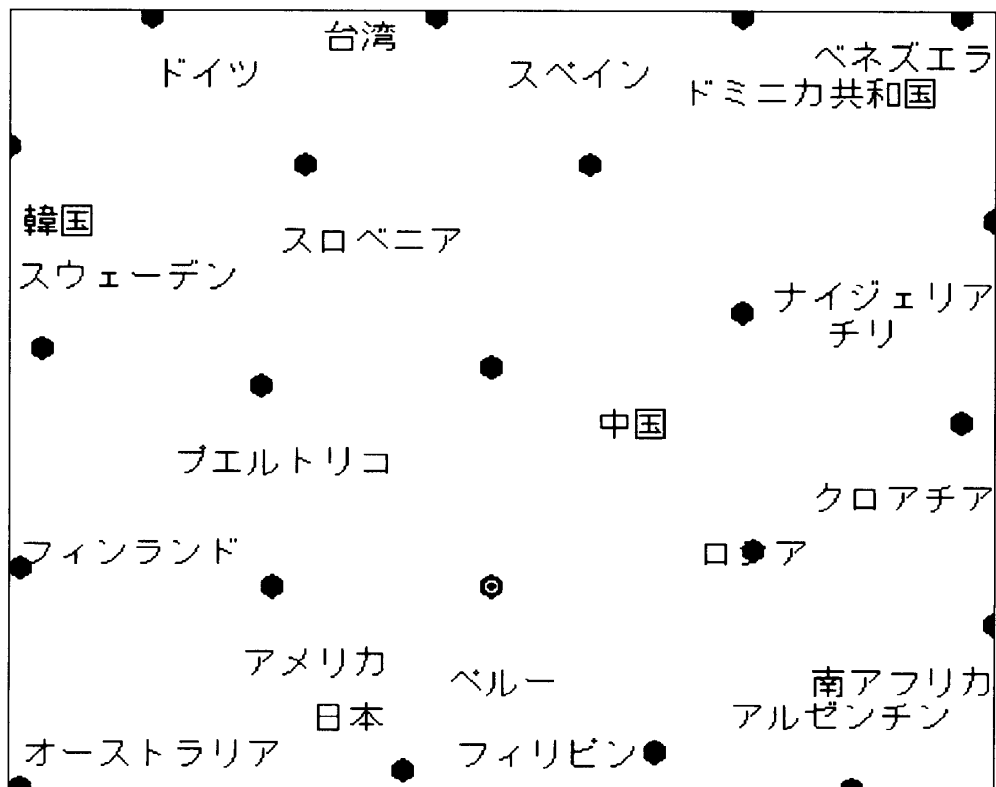 台湾
ベネズエラ
ドイツ
スペイン
ドミニカ共和国
韓国
スロベニア
スウェーデン
ナイジェリア
チリ
中国
プエルトリコ
クロアチア
フィンランド
ロシア
アメリカ
ペルー
南アフリカ
日本
アルゼンチン
オーストラリア
フィリピン